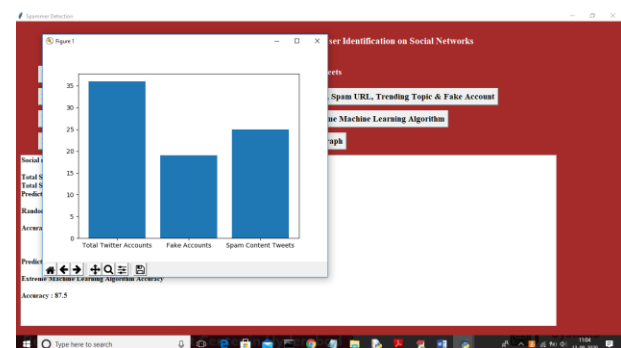 Spammer Detection
Figure 1
ser Identification on Social Networks
eets
, Spam URL, Trending Topic & Fake Account
ne Machine Learning Algorithm
raph
35
30
25
20
15
10
5
0
Total Twitter Accounts Fake Accounts Spam Content Tweets
Social
Total S
Total S
Predict
Rando
Accura
Predict
Extreme Machine Learning Algorithm Accuracy
Accuracy : 87.5
Type here to search
11:04